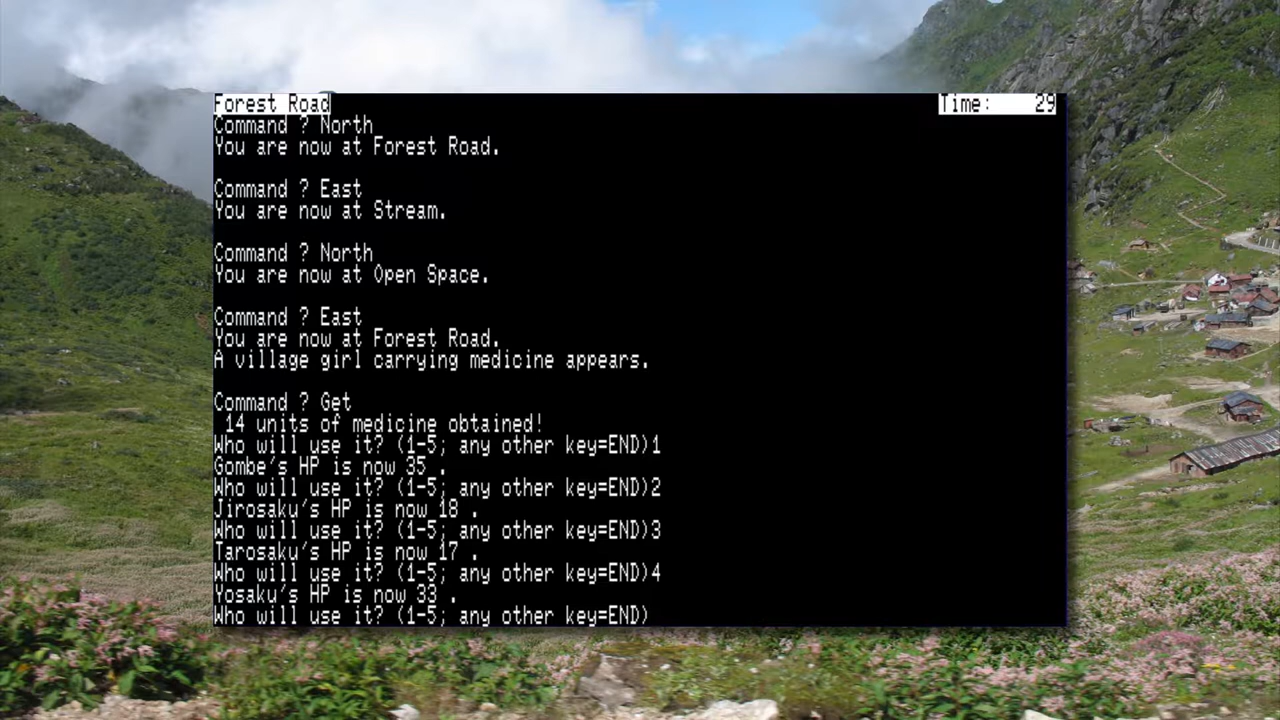 Forest Road Time: 29
Command ? North
You are now at Forest Road.
Command ? East
You are now at Stream.
Command ? North
You are now at Open Space.
Command ? East
You are now at Forest Road.
A village girl carrying medicine appears.
Command ? Get
14 units of medicine obtained!
Who will use it? (1-5; any other key=END)1
Gombe's HP is now 35 .
Who will use it? (1-5; any other key=END)2
Jirosaku's HP is now 18 .
Who will use it? (1-5; any other key=END)3
Tarosaku's HP is now 17 .
Who will use it? (1-5; any other key=END)4
Yosaku's HP is now 33 .
Who will use it? (1-5; any other key=END)